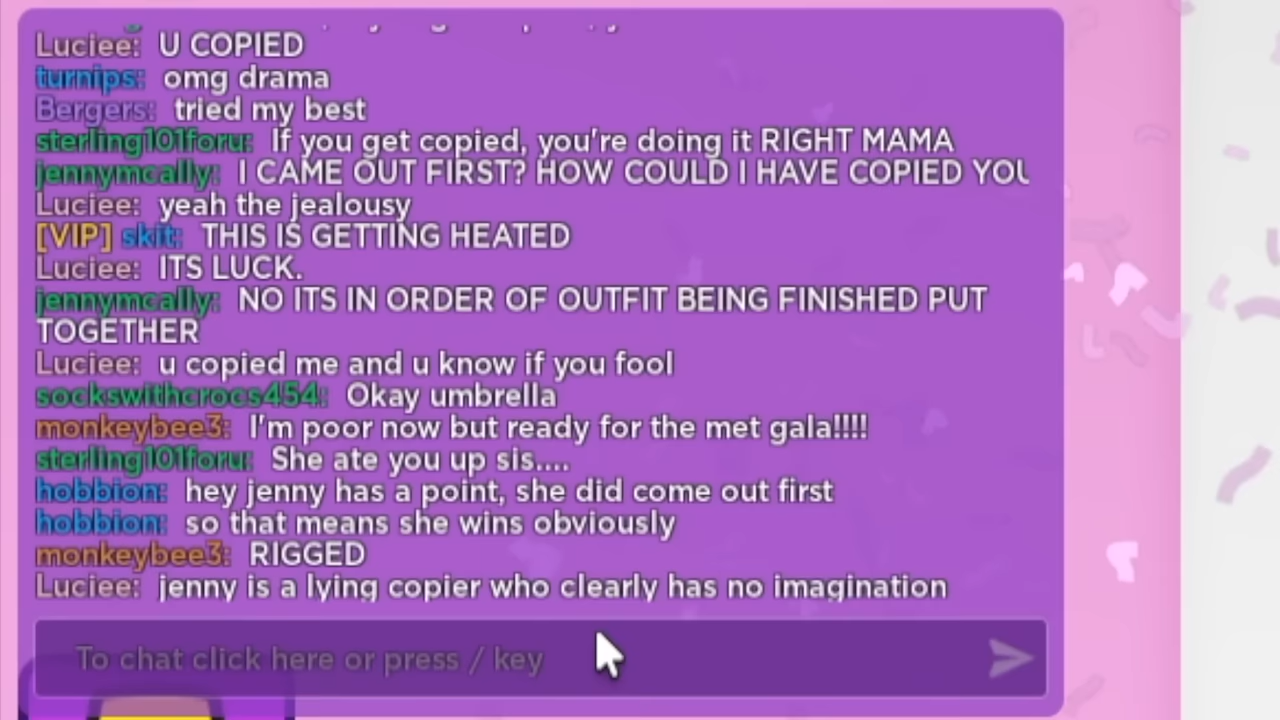 Luciee: U COPIED
turnips: omg drama
Bergers: tried my best
sterling101foru: If you get copied, you're doing it RIGHT MAMA
jennymcally: I CAME OUT FIRST? HOW COULD I HAVE COPIED YOU
Luciee: yeah the jealousy
[VIP] skit: THIS IS GETTING HEATED
Luciee: ITS LUCK.
jennymcally: NO ITS IN ORDER OF OUTFIT BEING FINISHED PUT
TOGETHER
Luciee: u copied me and u know if you fool
sockswithcrocs454: Okay umbrella
monkeybee3: I'm poor now but ready for the met gala!!!!
sterling101foru: She ate you up sis....
hobbion: hey jenny has a point, she did come out first
hobbion: so that means she wins obviously
monkeybee3: RIGGED
Luciee: jenny is a lying copier who clearly has no imagination
To chat click here or press / key